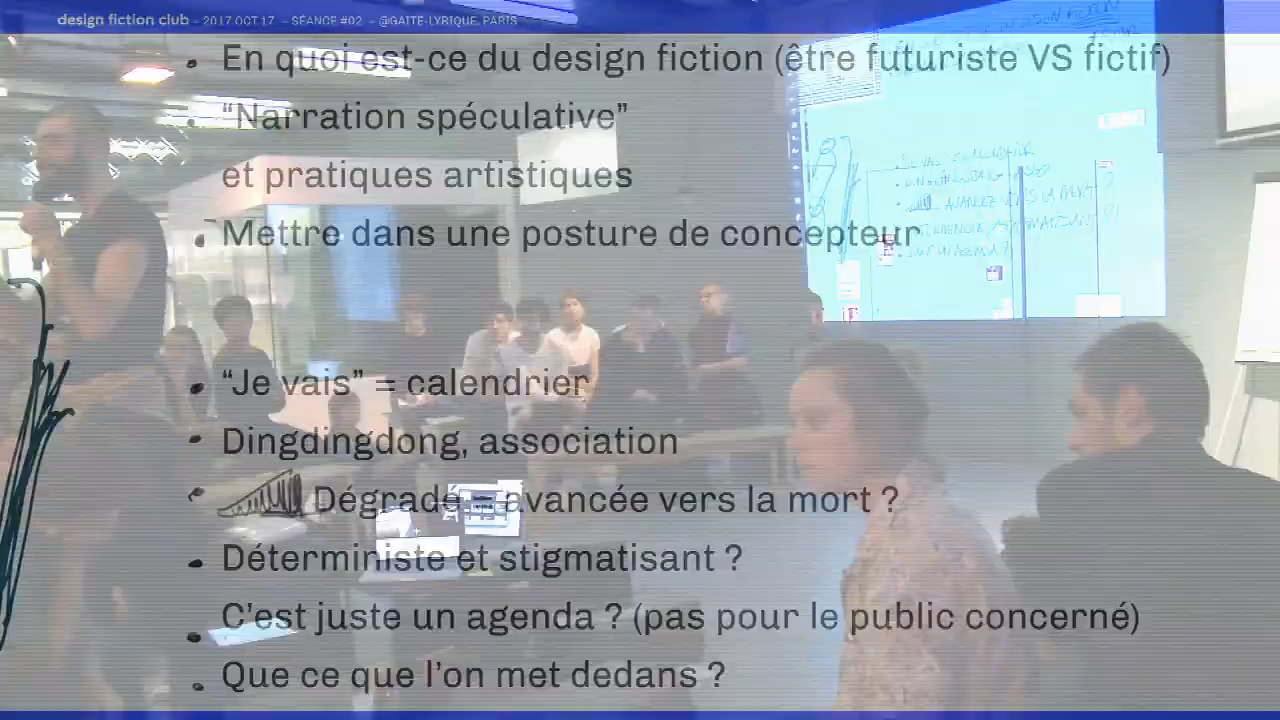 design fiction club – 2017.OCT.17 – SÉANCE #02 – @GAITE-LYRIQUE, PARIS
En quoi est-ce du design fiction (être futuriste VS fictif)
“Narration spéculative”
et pratiques artistiques
Mettre dans une posture de concepteur
“Je vais” = calendrier
Dingdingdong, association
Dégradé... avancée vers la mort ?
Déterministe et stigmatisant ?
C’est juste un agenda ? (pas pour le public concerné)
Que ce que l’on met dedans ?